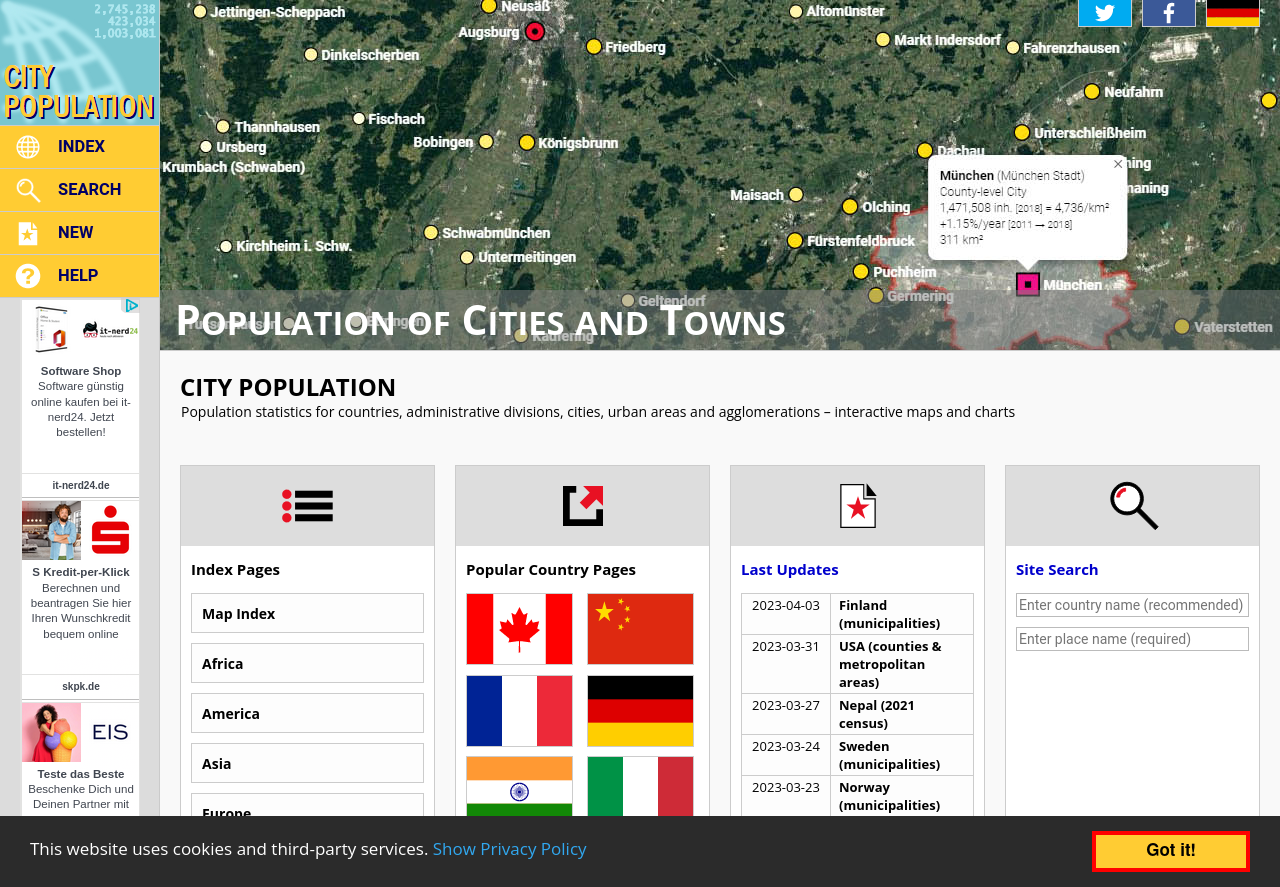 2,745,238
423,034
1,003,081
CITY
POPULATION
INDEX
SEARCH
NEW
HELP
it-nerd24
Software Shop
Software günstig
online kaufen bei it-
nerd24. Jetzt
bestellen!
it-nerd24.de
S Kredit-per-Klick
Berechnen und
beantragen Sie hier
Ihren Wunschkredit
bequem online
skpk.de
EIS
Teste das Beste
Beschenke Dich und
Deinen Partner mit
Jettingen-Scheppach
Neusäß
Altomünster
Augsburg
Friedberg
Markt Indersdorf
Fahrenzhausen
Dinkelscherben
Neufahrn
Fischach
Thannhausen
Unterschleißheim
Ursberg
Bobingen
Königsbrunn
Dachau
Krumbach (Schwaben)
ching
maning
München (München Stadt)
County-level City
1,471,508 inh. [2018] = 4,736/km²
+1.15%/year [2011 → 2018]
311 km²
Maisach
Olching
Schwabmünchen
Kirchheim i. Schw.
Fürstenfeldbruck
Untermeitingen
Puchheim
München
Geltendorf
Germering
Vaterstetten
Kaufering
Population of Cities and Towns
CITY POPULATION
Population statistics for countries, administrative divisions, cities, urban areas and agglomerations – interactive maps and charts
Index Pages
Map Index
Africa
America
Asia
Europe
Popular Country Pages
Last Updates
2023-04-03 Finland
(municipalities)
2023-03-31 USA (counties &
metropolitan
areas)
2023-03-27 Nepal (2021
census)
2023-03-24 Sweden
(municipalities)
2023-03-23 Norway
(municipalities)
Site Search
Enter country name (recommended)
Enter place name (required)
This website uses cookies and third-party services. Show Privacy Policy
Got it!